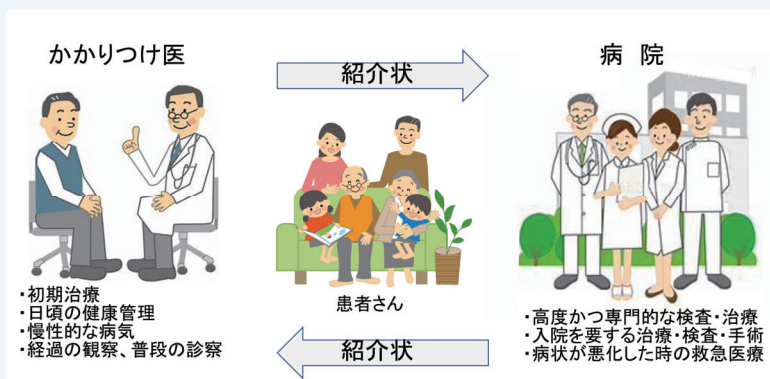 かかりつけ医
紹介状
病 院
・初期治療
・日頃の健康管理
・慢性的な病気
・経過の観察、普段の診察
患者さん
・高度かつ専門的な検査・治療
・入院を要する治療・検査・手術
・病状が悪化した時の救急医療
紹介状